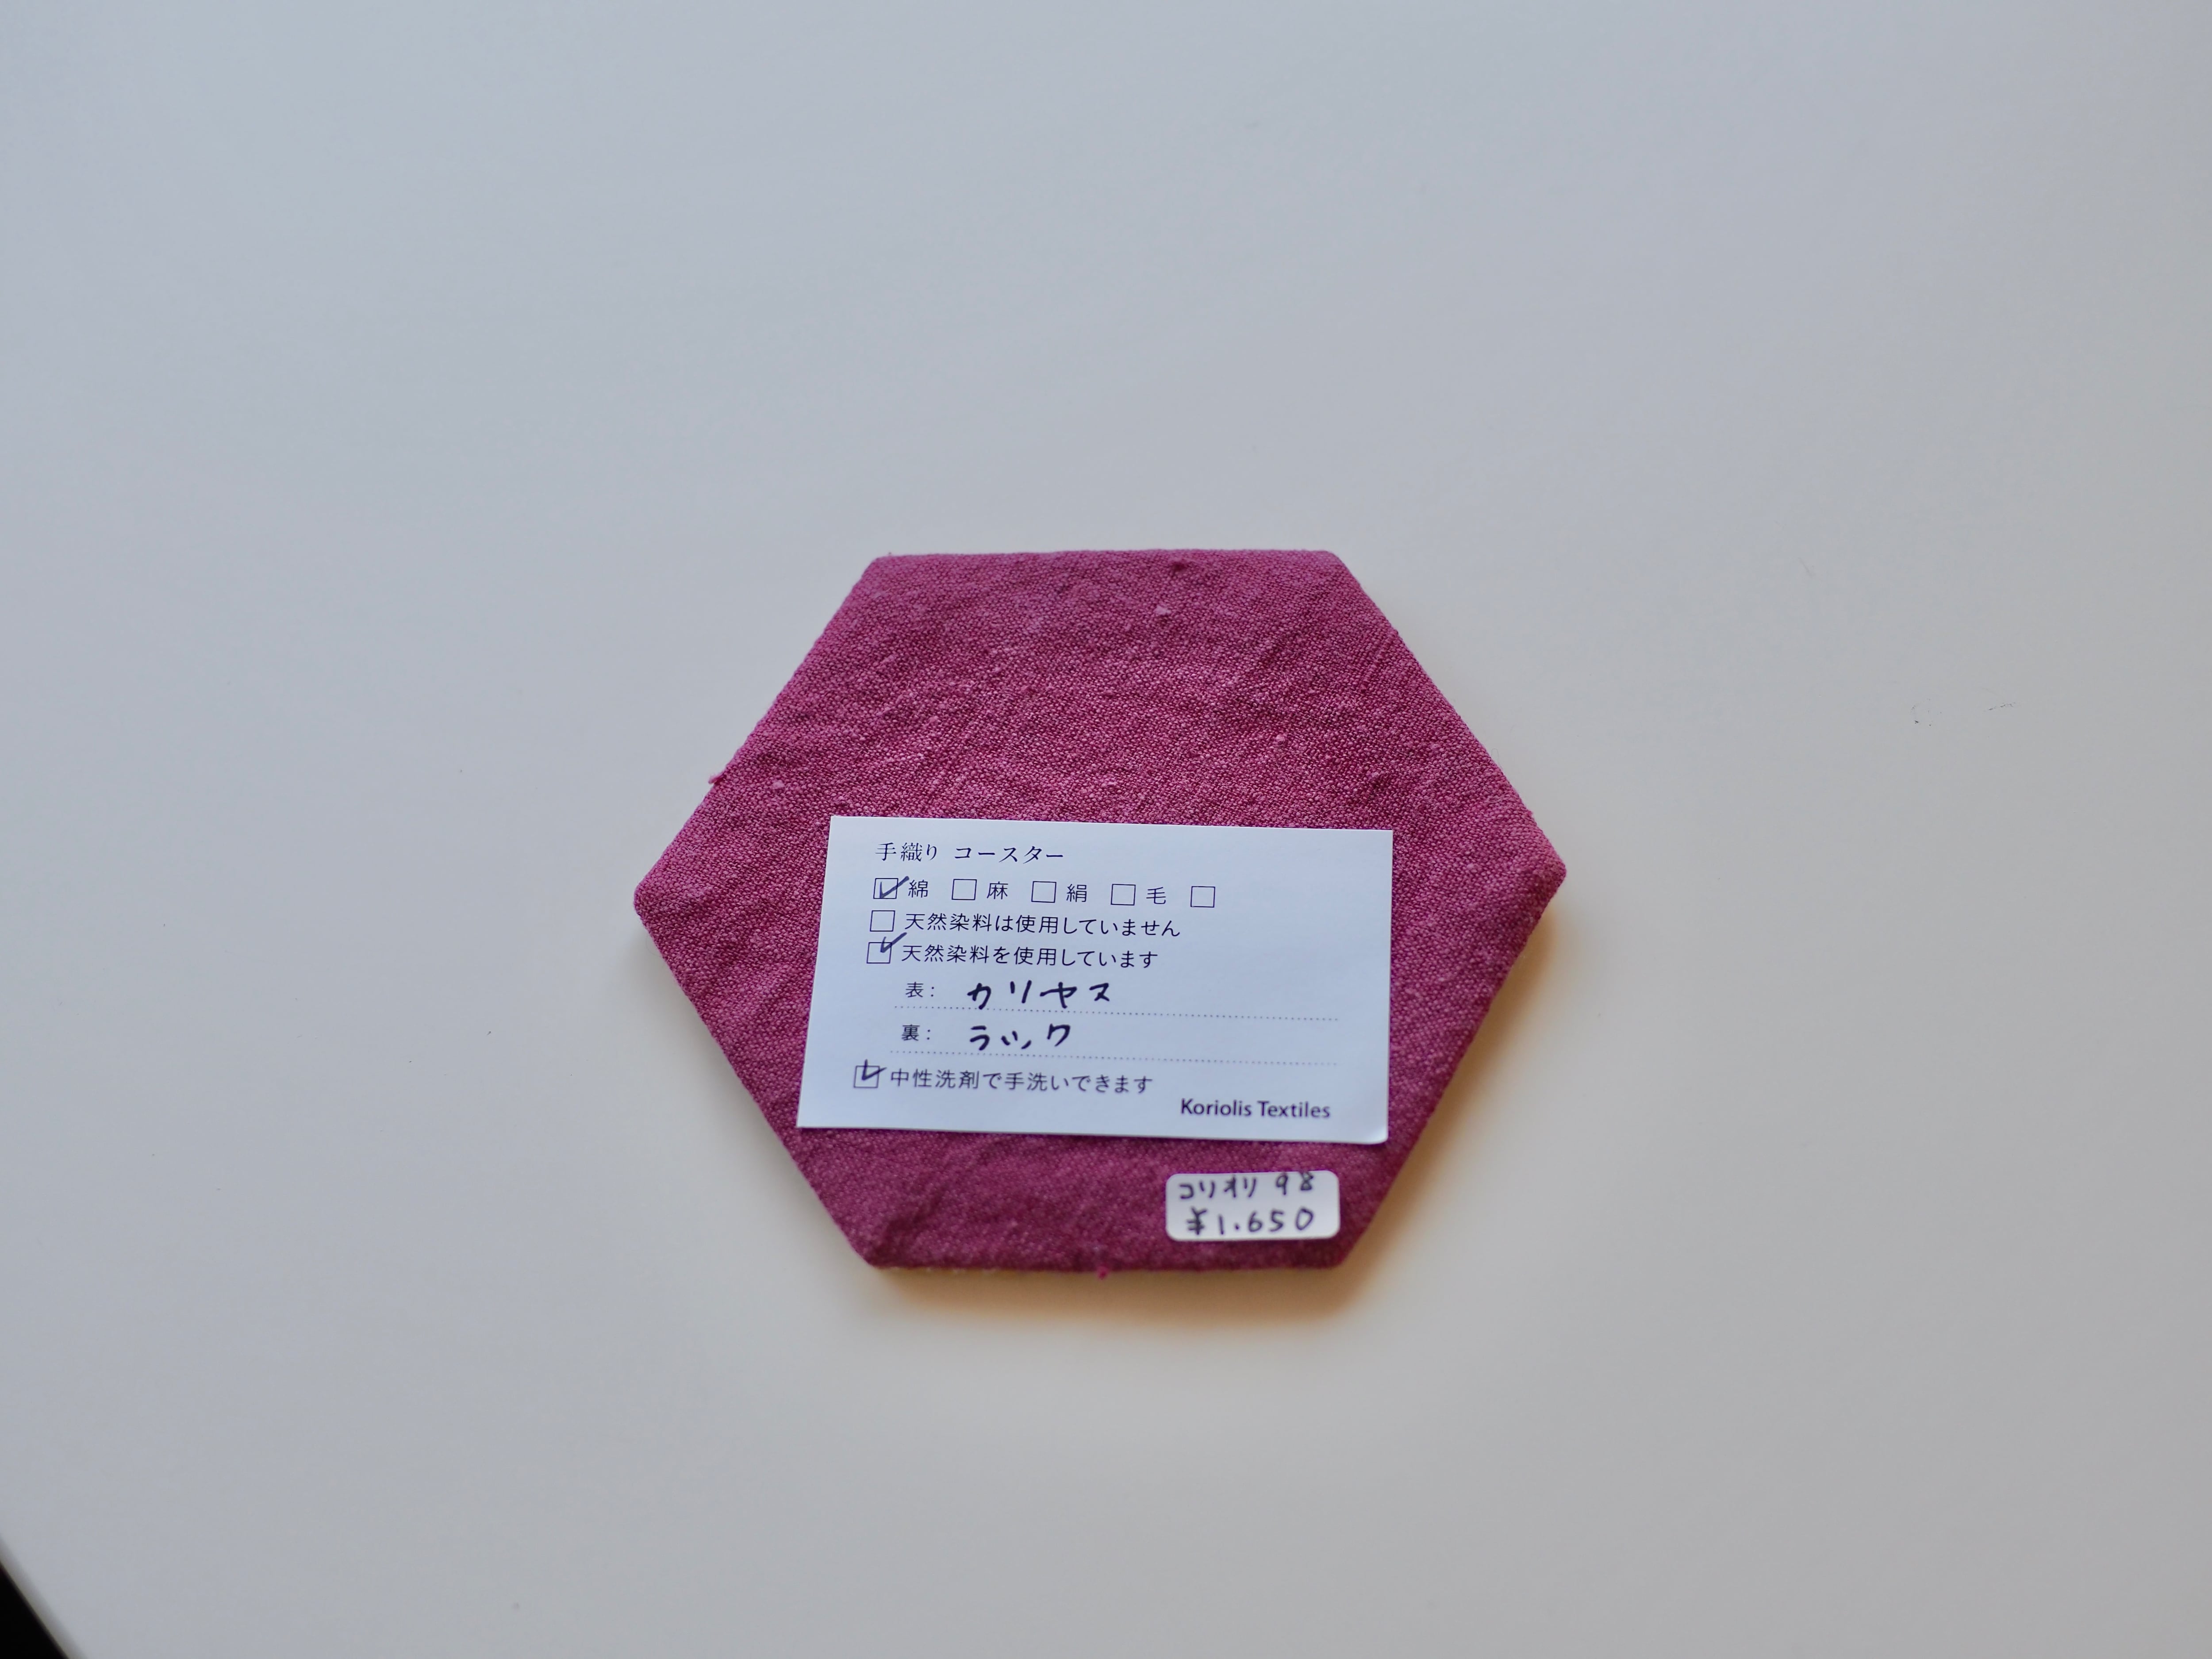 手織り コースター
☑ 綿 ☐ 麻 ☐ 絹 ☐ 毛 ☐
☐ 天然染料は使用していません
☑ 天然染料を使用しています
表: カリヤス
裏: ラック
☑ 中性洗剤で手洗いできます
Koriolis Textiles
コリオリ 98
¥1.650